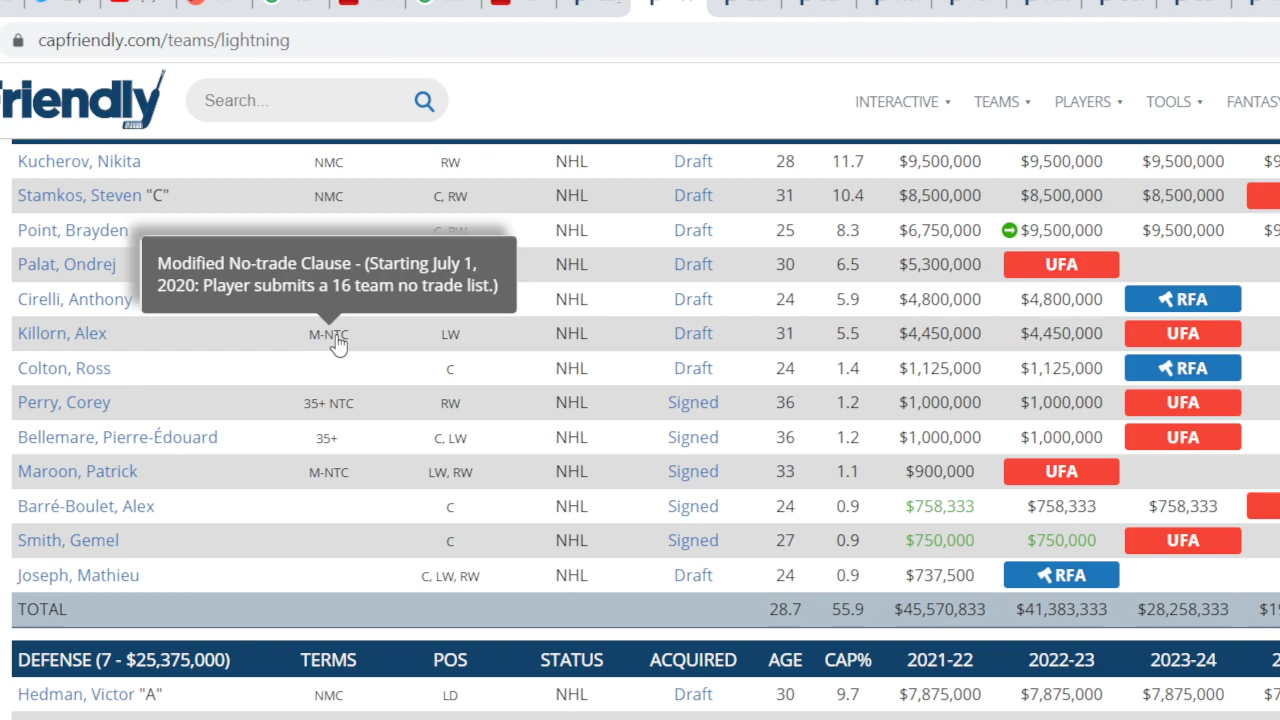 capfriendly.com/teams/lightning
friendly
Search...
INTERACTIVE TEAMS PLAYERS TOOLS FANTASY
Kucherov, Nikita NMC RW NHL Draft 28 11.7 $9,500,000 $9,500,000 $9,500,000
Stamkos, Steven "C" NMC C, RW NHL Draft 31 10.4 $8,500,000 $8,500,000 $8,500,000
Point, Brayden C, RW NHL Draft 25 8.3 $6,750,000 $9,500,000 $9,500,000
Modified No-trade Clause - (Starting July 1,
2020: Player submits a 16 team no trade list.)
Palat, Ondrej NHL Draft 30 6.5 $5,300,000 UFA
Cirelli, Anthony NHL Draft 24 5.9 $4,800,000 $4,800,000 RFA
Killorn, Alex M-NTC LW NHL Draft 31 5.5 $4,450,000 $4,450,000 UFA
Colton, Ross C NHL Draft 24 1.4 $1,125,000 $1,125,000 RFA
Perry, Corey 35+ NTC RW NHL Signed 36 1.2 $1,000,000 $1,000,000 UFA
Bellemare, Pierre-Édouard 35+ C, LW NHL Signed 36 1.2 $1,000,000 $1,000,000 UFA
Maroon, Patrick M-NTC LW, RW NHL Signed 33 1.1 $900,000 UFA
Barré-Boulet, Alex C NHL Signed 24 0.9 $758,333 $758,333 $758,333
Smith, Gemel C NHL Signed 27 0.9 $750,000 $750,000 UFA
Joseph, Mathieu C, LW, RW NHL Draft 24 0.9 $737,500 RFA
TOTAL 28.7 55.9 $45,570,833 $41,383,333 $28,258,333
DEFENSE (7 - $25,375,000) TERMS POS STATUS ACQUIRED AGE CAP% 2021-22 2022-23 2023-24
Hedman, Victor "A" NMC LD NHL Draft 30 9.7 $7,875,000 $7,875,000 $7,875,000